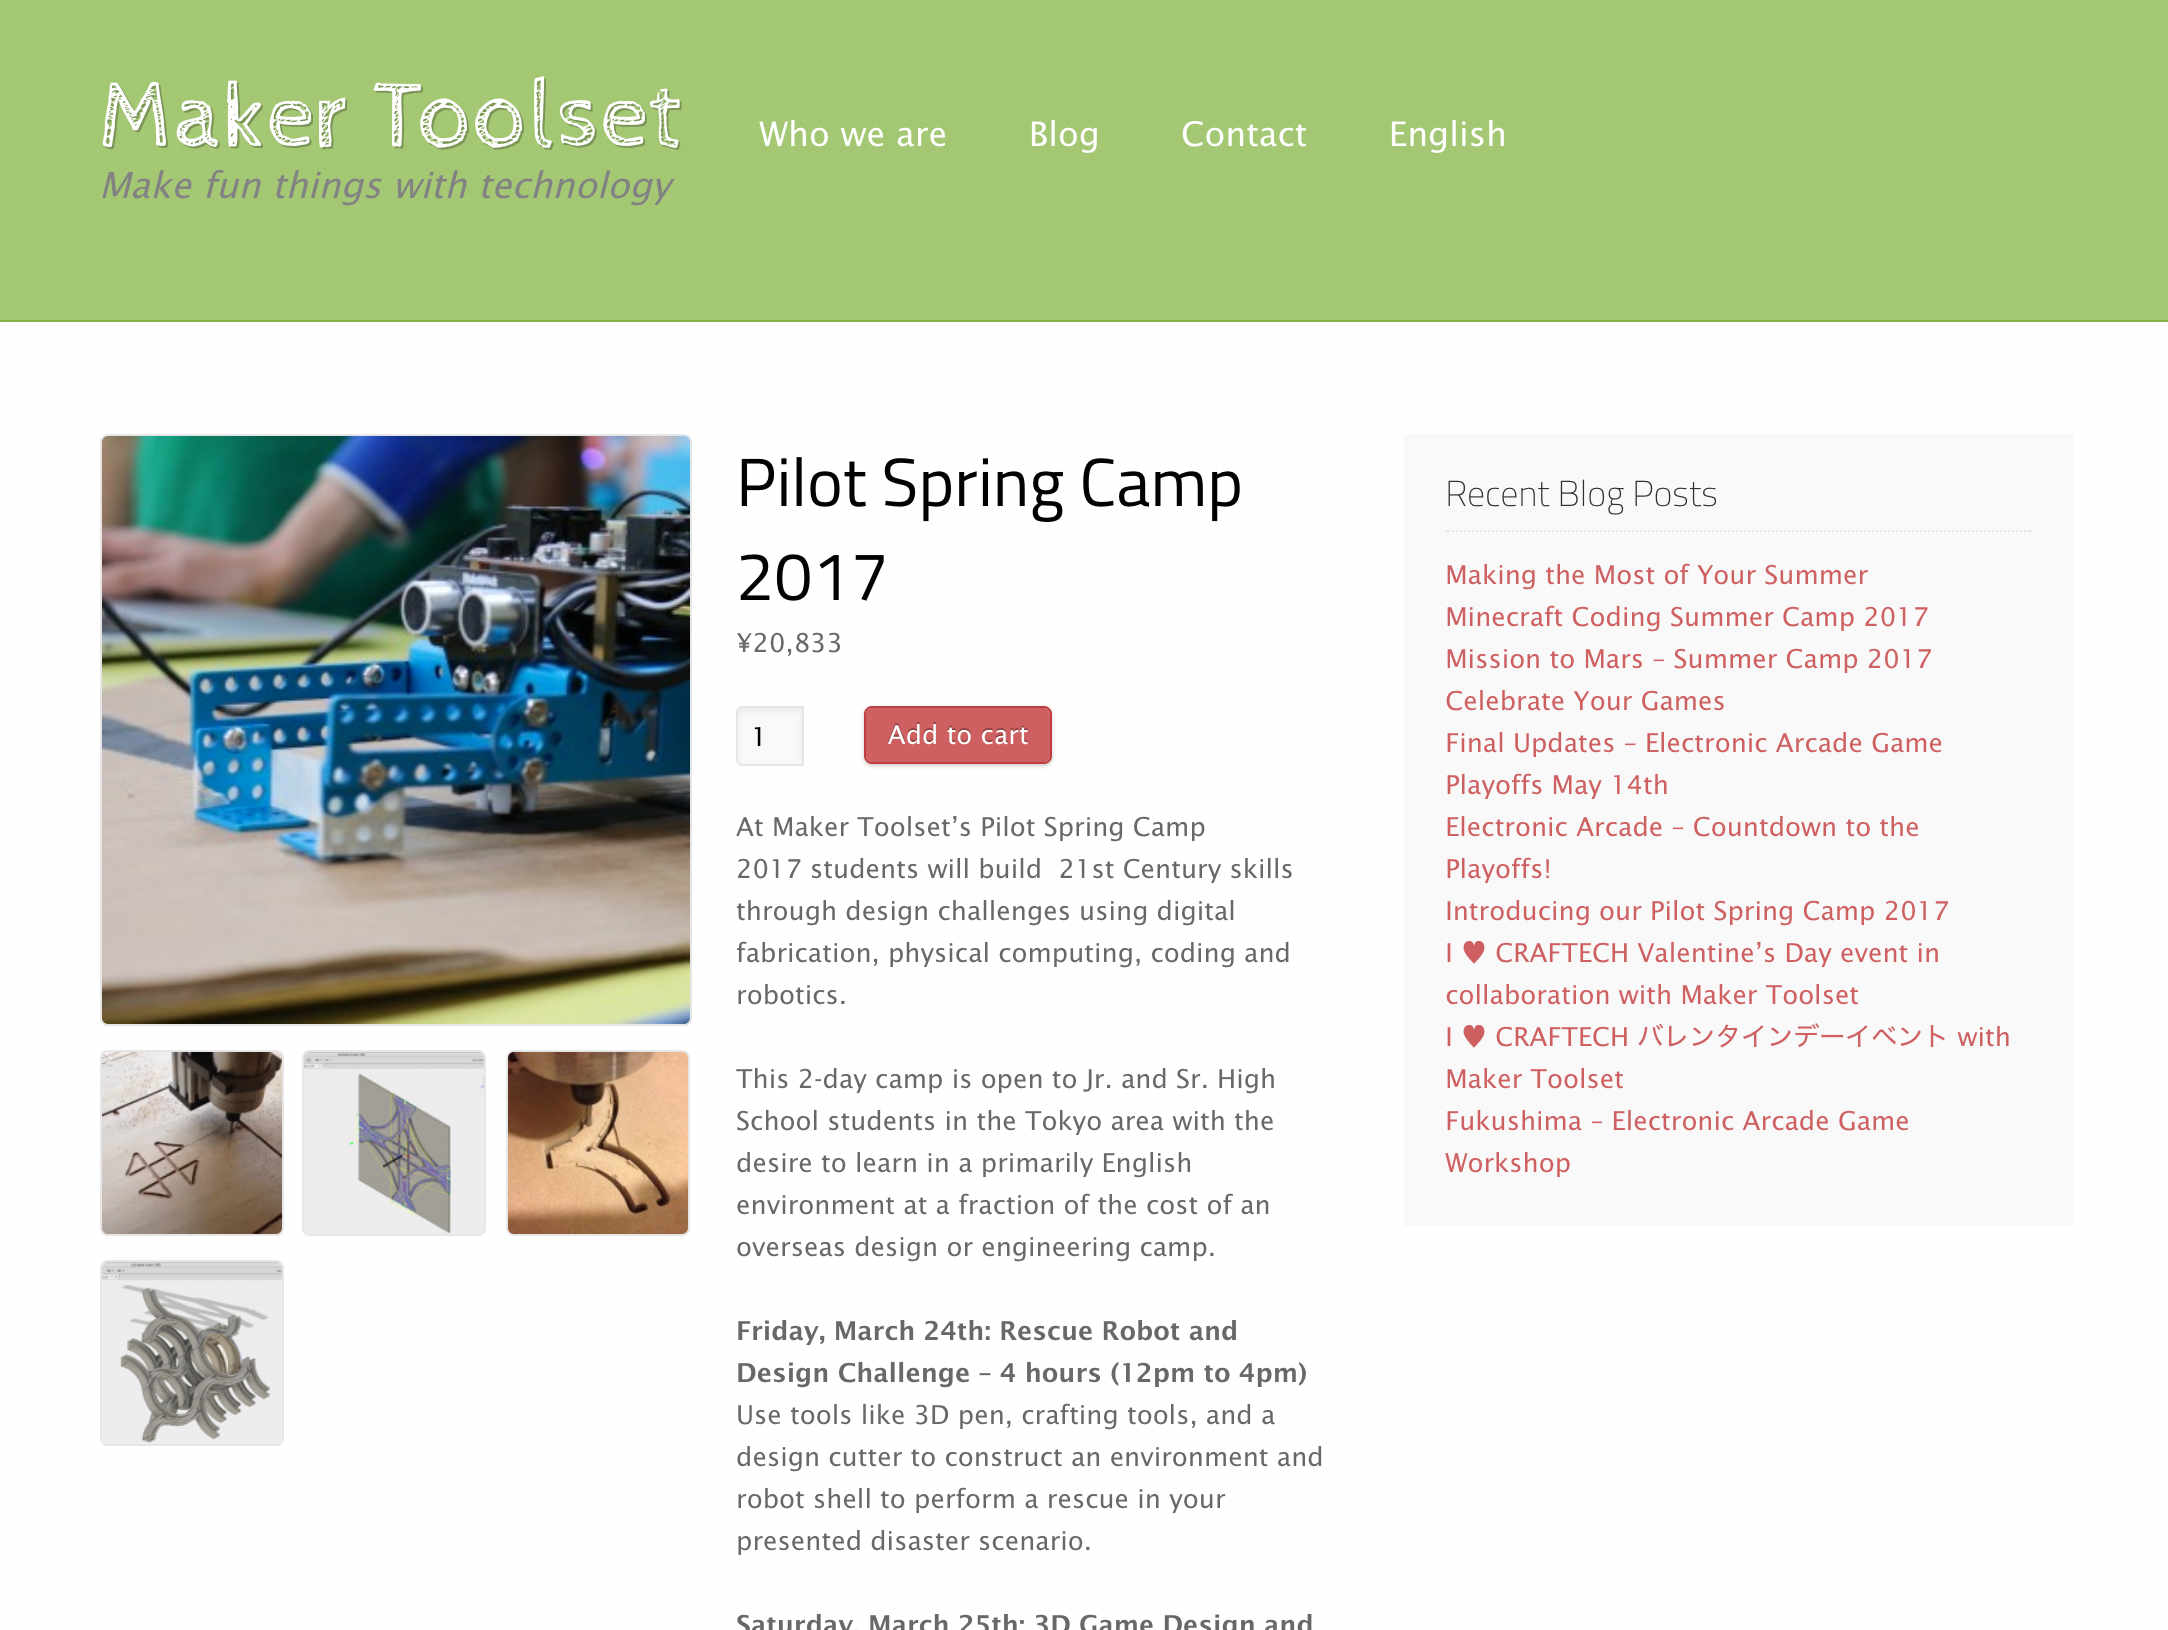 Maker Toolset
Make fun things with technology
Who we are
Blog
Contact
English
Pilot Spring Camp
2017
¥20,833
1
Add to cart
At Maker Toolset’s Pilot Spring Camp
2017 students will build  21st Century skills
through design challenges using digital
fabrication, physical computing, coding and
robotics.
This 2-day camp is open to Jr. and Sr. High
School students in the Tokyo area with the
desire to learn in a primarily English
environment at a fraction of the cost of an
overseas design or engineering camp.
Friday, March 24th: Rescue Robot and
Design Challenge – 4 hours (12pm to 4pm)
Use tools like 3D pen, crafting tools, and a
design cutter to construct an environment and
robot shell to perform a rescue in your
presented disaster scenario.
Saturday, March 25th: 3D Game Design and
Recent Blog Posts
Making the Most of Your Summer
Minecraft Coding Summer Camp 2017
Mission to Mars – Summer Camp 2017
Celebrate Your Games
Final Updates – Electronic Arcade Game
Playoffs May 14th
Electronic Arcade – Countdown to the
Playoffs!
Introducing our Pilot Spring Camp 2017
I ♥ CRAFTECH Valentine’s Day event in
collaboration with Maker Toolset
I ♥ CRAFTECH バレンタインデーイベント with
Maker Toolset
Fukushima – Electronic Arcade Game
Workshop